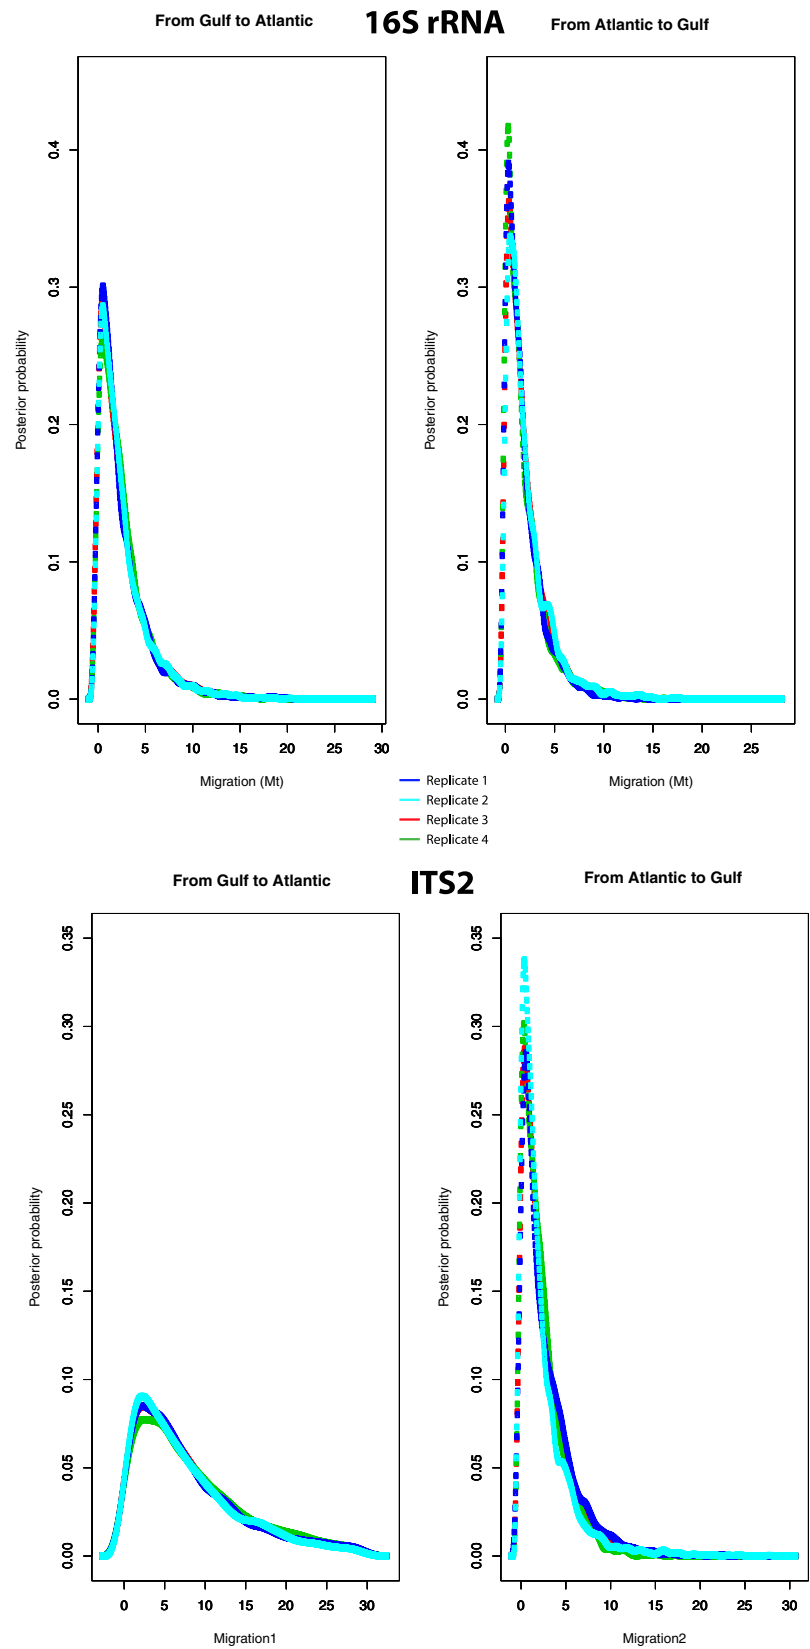 16S rRNA
From Gulf to Atlantic
Posterior probability
0.4
0.3
0.2
0.1
0.0
0 5 10 15 20 25 30
Migration (Mt)
From Atlantic to Gulf
Posterior probability
0.4
0.3
0.2
0.1
0.0
0 5 10 15 20 25
Migration (Mt)
Replicate 1
Replicate 2
Replicate 3
Replicate 4
ITS2
From Gulf to Atlantic
Posterior probability
0.35
0.30
0.25
0.20
0.15
0.10
0.05
0.00
0 5 10 15 20 25 30
Migration1
From Atlantic to Gulf
Posterior probability
0.35
0.30
0.25
0.20
0.15
0.10
0.05
0.00
0 5 10 15 20 25 30
Migration2